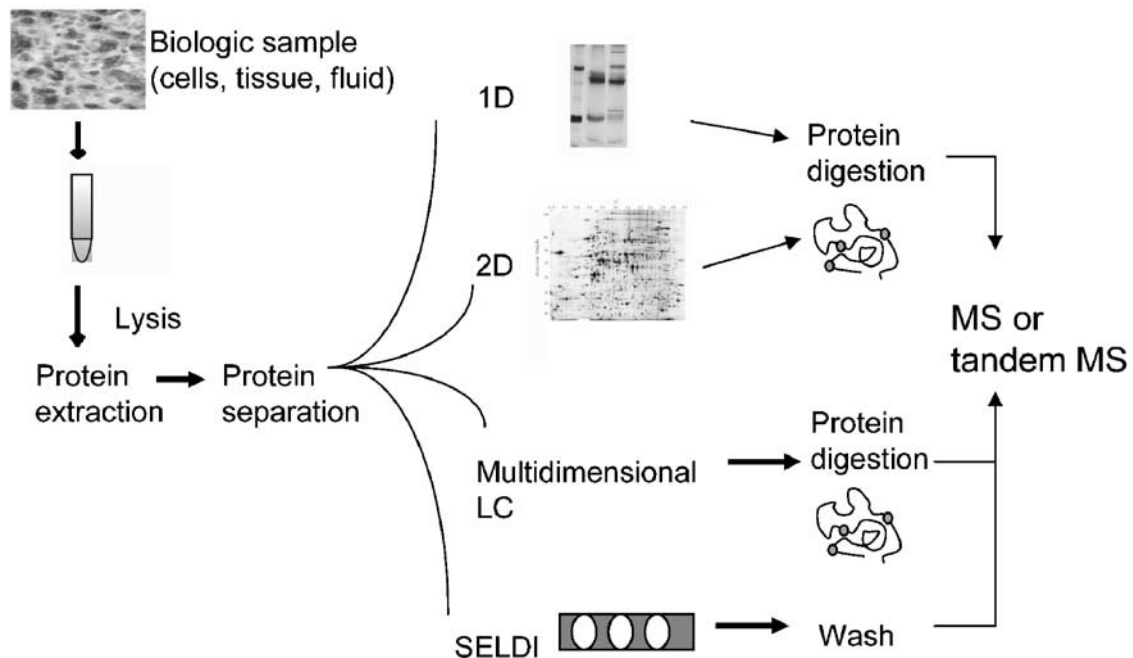 Biologic sample
(cells, tissue, fluid)
Lysis
Protein
extraction
Protein
separation
1D
2D
Multidimensional
LC
SELDI
Protein
digestion
Protein
digestion
Wash
MS or
tandem MS